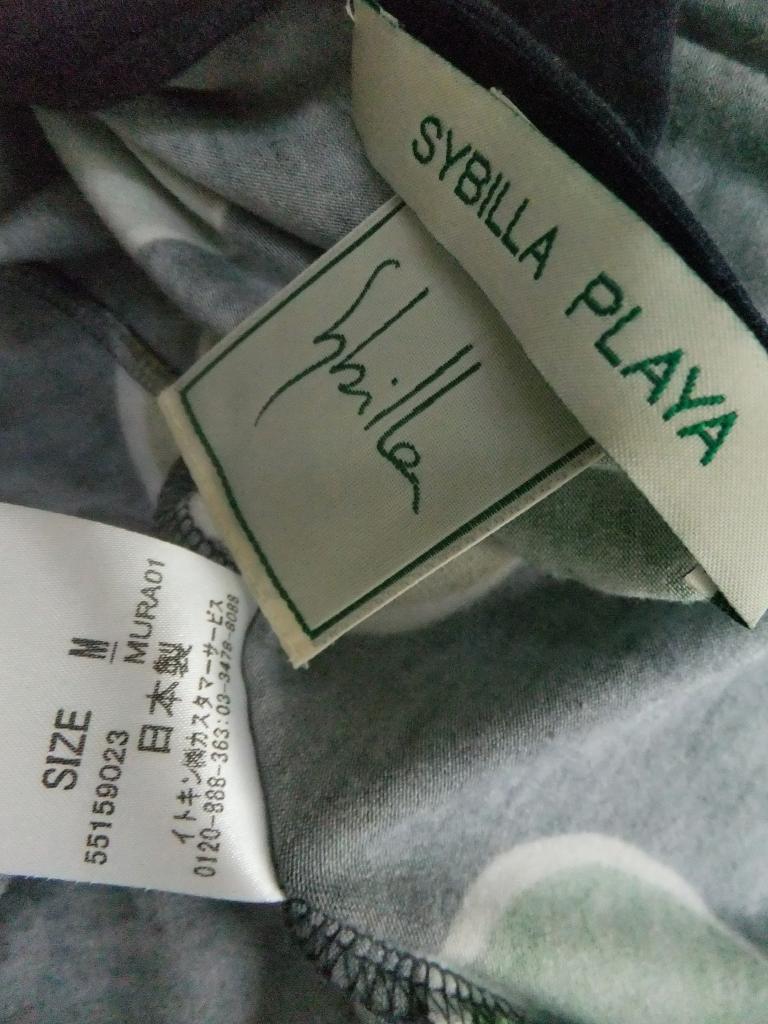 SYBILLA PLAYA
Sybilla
SIZE M
55159023 MURA01
日本製
イトキン㈱カスタマーサービス
0120-888-363:03-3478-8088